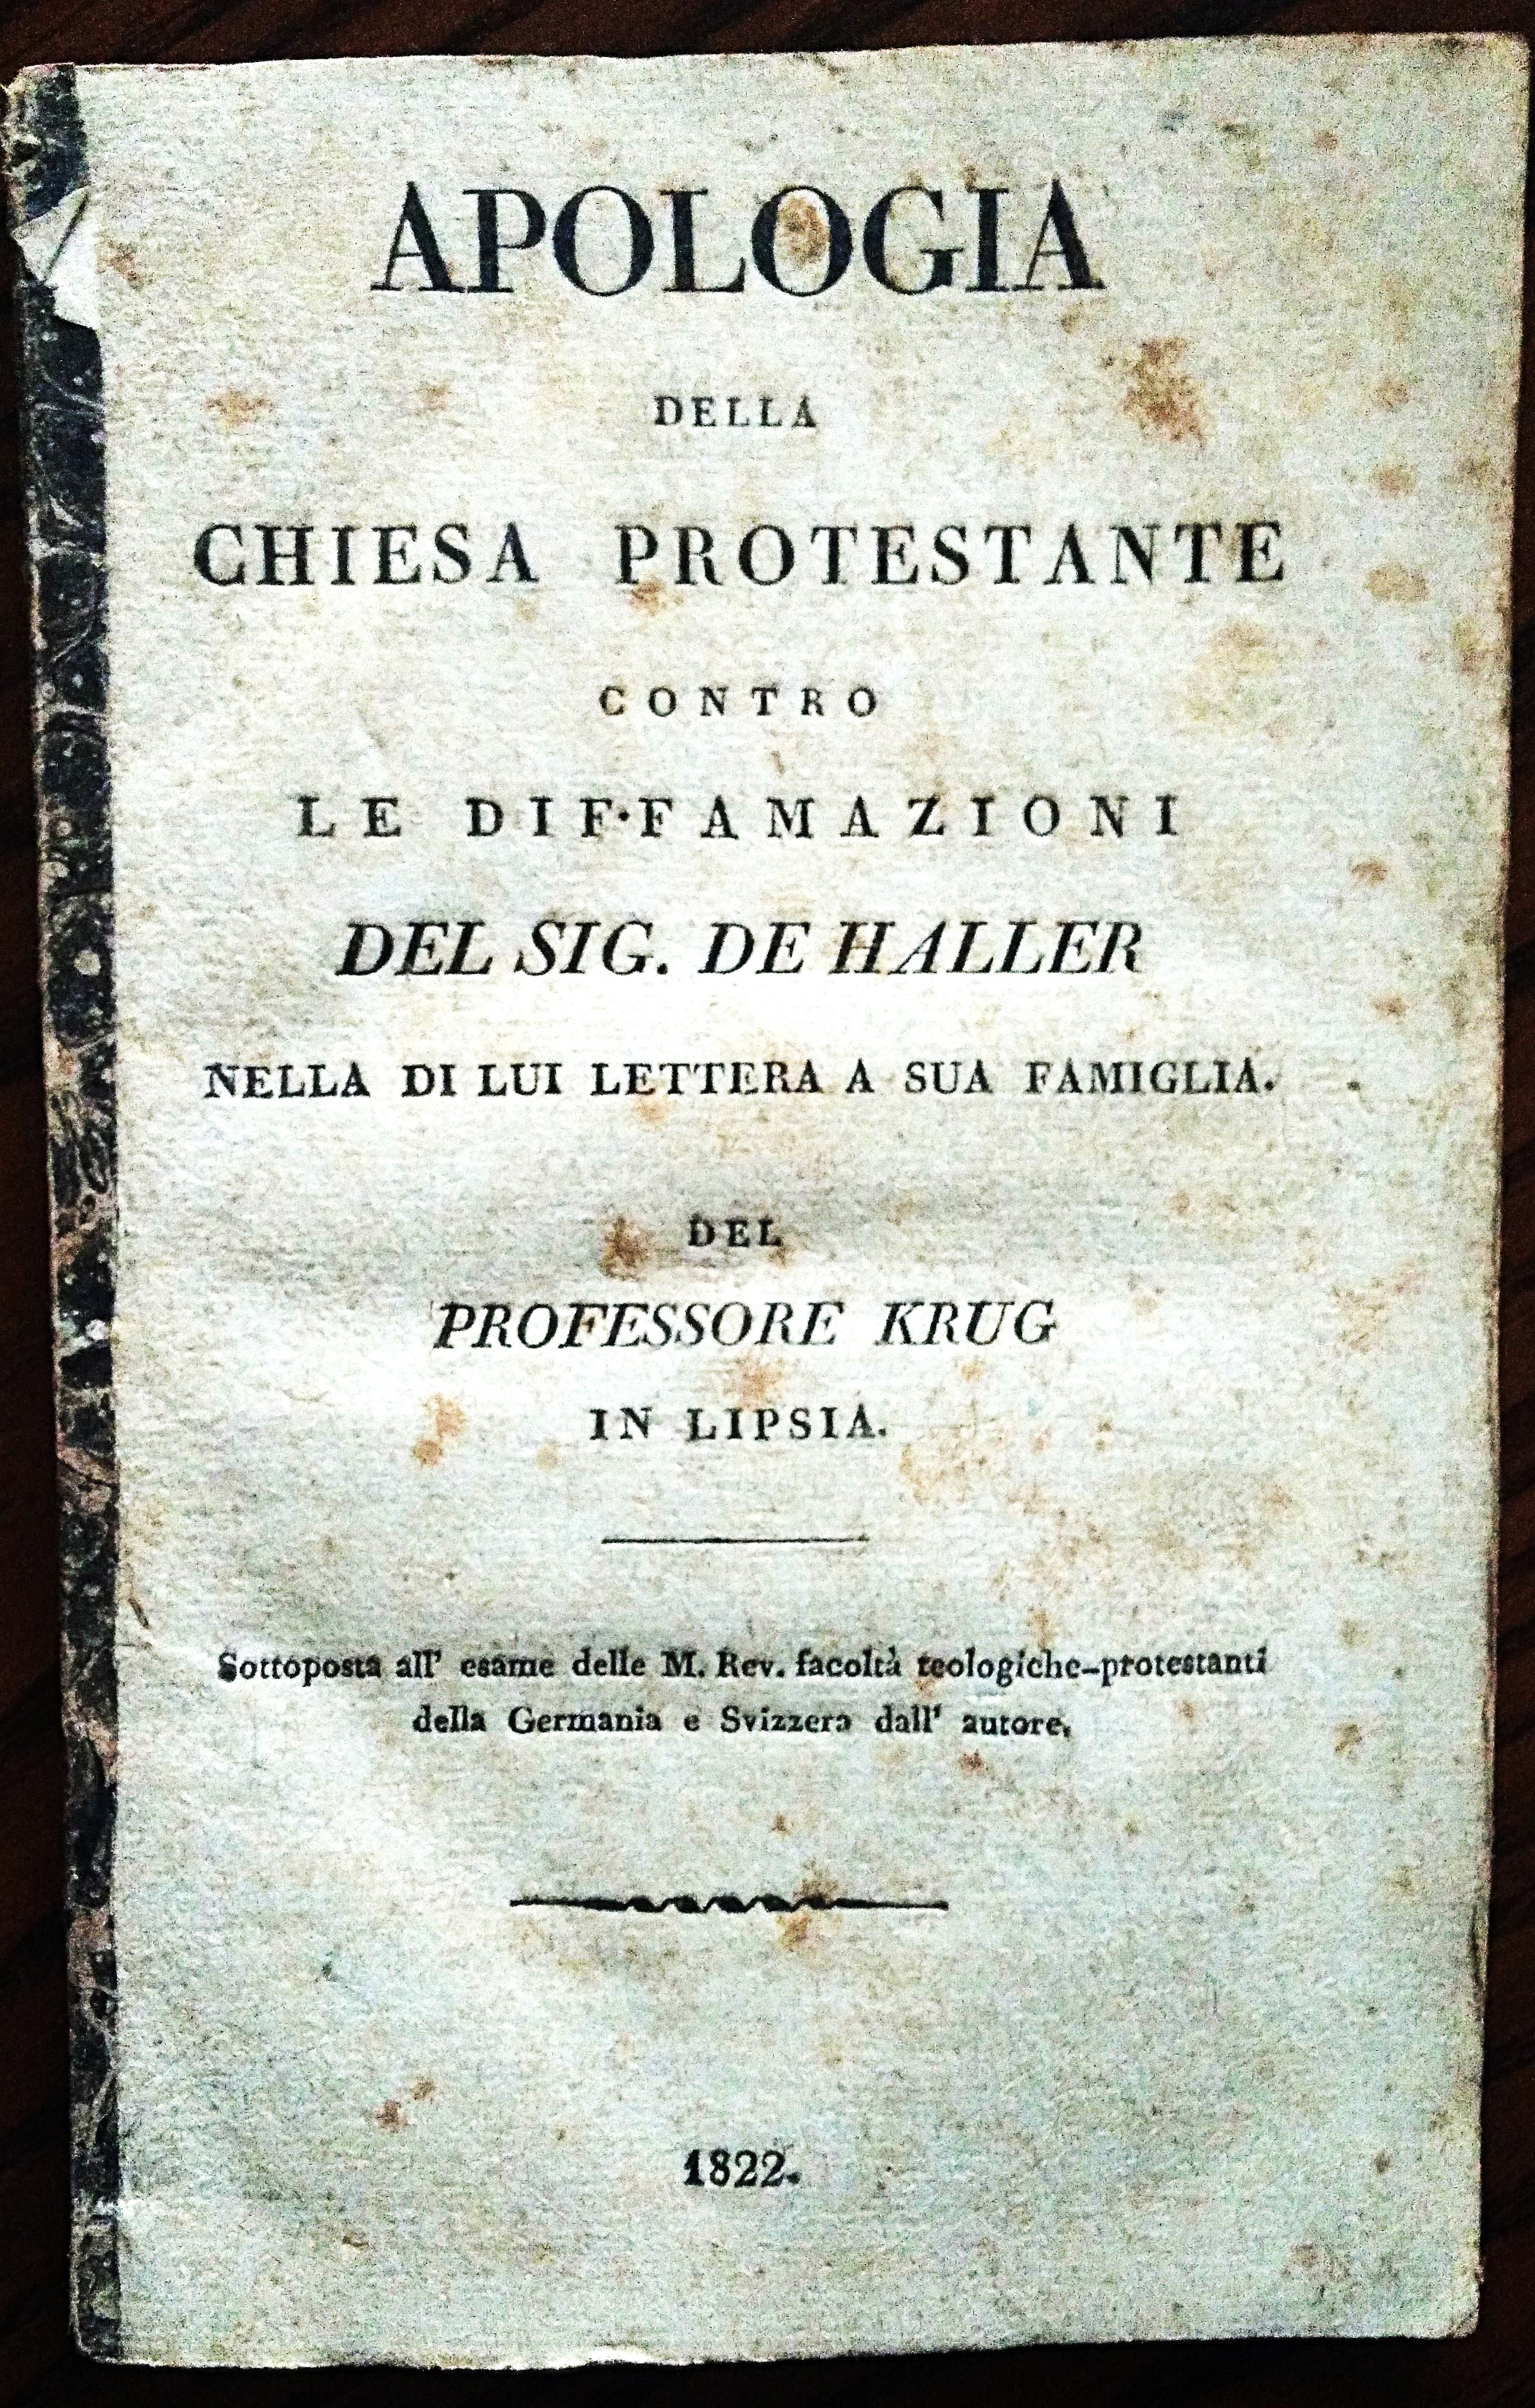 APOLOGIA
DELLA
CHIESA PROTESTANTE
CONTRO
LE DIF·FAMAZIONI
DEL SIG. DE HALLER
NELLA DI LUI LETTERA A SUA FAMIGLIA.
DEL
PROFESSORE KRUG
IN LIPSIA.
Sottoposta all' esame delle M. Rev. facoltà teologiche-protestanti
della Germania e Svizzera dall' autore,
1822.